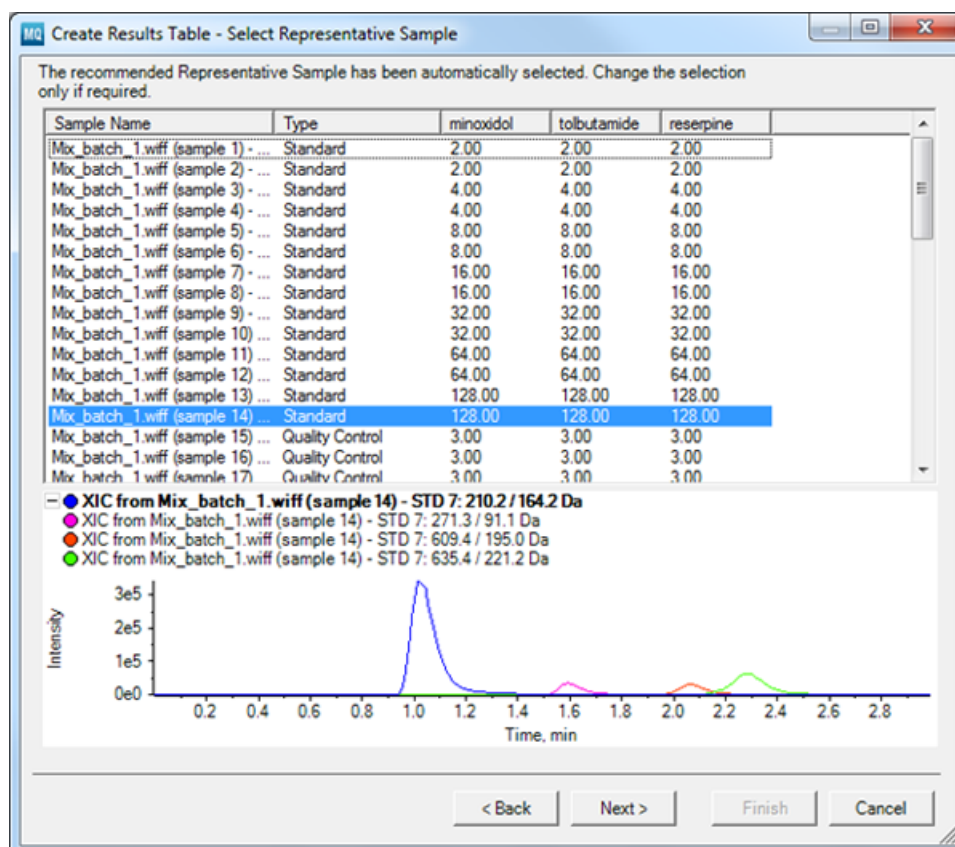 MQ Create Results Table - Select Representative Sample
The recommended Representative Sample has been automatically selected. Change the selection
only if required.
Sample Name Type minoxidol tolbutamide reserpine
Mix_batch_1.wiff (sample 1) - ... Standard 2.00 2.00 2.00
Mix_batch_1.wiff (sample 2) - ... Standard 2.00 2.00 2.00
Mix_batch_1.wiff (sample 3) - ... Standard 4.00 4.00 4.00
Mix_batch_1.wiff (sample 4) - ... Standard 4.00 4.00 4.00
Mix_batch_1.wiff (sample 5) - ... Standard 8.00 8.00 8.00
Mix_batch_1.wiff (sample 6) - ... Standard 8.00 8.00 8.00
Mix_batch_1.wiff (sample 7) - ... Standard 16.00 16.00 16.00
Mix_batch_1.wiff (sample 8) - ... Standard 16.00 16.00 16.00
Mix_batch_1.wiff (sample 9) - ... Standard 32.00 32.00 32.00
Mix_batch_1.wiff (sample 10) ... Standard 32.00 32.00 32.00
Mix_batch_1.wiff (sample 11) ... Standard 64.00 64.00 64.00
Mix_batch_1.wiff (sample 12) ... Standard 64.00 64.00 64.00
Mix_batch_1.wiff (sample 13) ... Standard 128.00 128.00 128.00
Mix_batch_1.wiff (sample 14) ... Standard 128.00 128.00 128.00
Mix_batch_1.wiff (sample 15) ... Quality Control 3.00 3.00 3.00
Mix_batch_1.wiff (sample 16) ... Quality Control 3.00 3.00 3.00
Mix_batch_1.wiff (sample 17) ... Quality Control 3.00 3.00 3.00
XIC from Mix_batch_1.wiff (sample 14) - STD 7: 210.2 / 164.2 Da
XIC from Mix_batch_1.wiff (sample 14) - STD 7: 271.3 / 91.1 Da
XIC from Mix_batch_1.wiff (sample 14) - STD 7: 609.4 / 195.0 Da
XIC from Mix_batch_1.wiff (sample 14) - STD 7: 635.4 / 221.2 Da
Intensity
3e5
2e5
1e5
0e0
0.2 0.4 0.6 0.8 1.0 1.2 1.4 1.6 1.8 2.0 2.2 2.4 2.6 2.8
Time, min
< Back Next > Finish Cancel